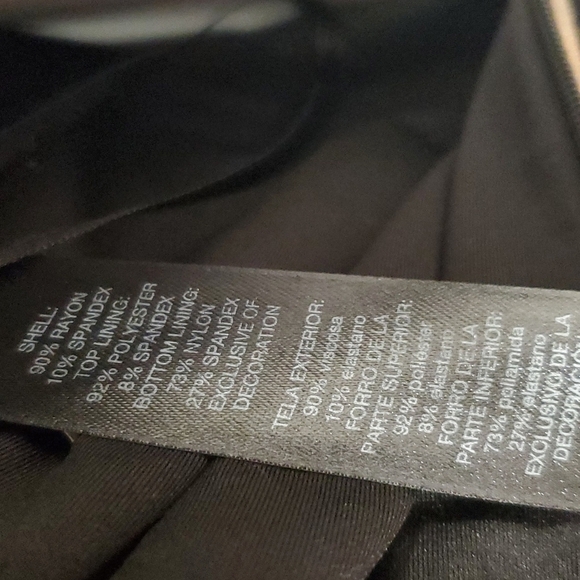 SHELL:
90% RAYON
10% SPANDEX
TOP LINING:
92% POLYESTER
8% SPANDEX
BOTTOM LINING:
73% NYLON
27% SPANDEX
EXCLUSIVE OF
DECORATION
TELA EXTERIOR:
90% viscosa
10% elastano
FORRO DE LA
PARTE SUPERIOR:
92% poliéster
8% elastano
FORRO DE LA
PARTE INFERIOR:
73% poliamida
27% elastano
EXCLUSIVO DE LA